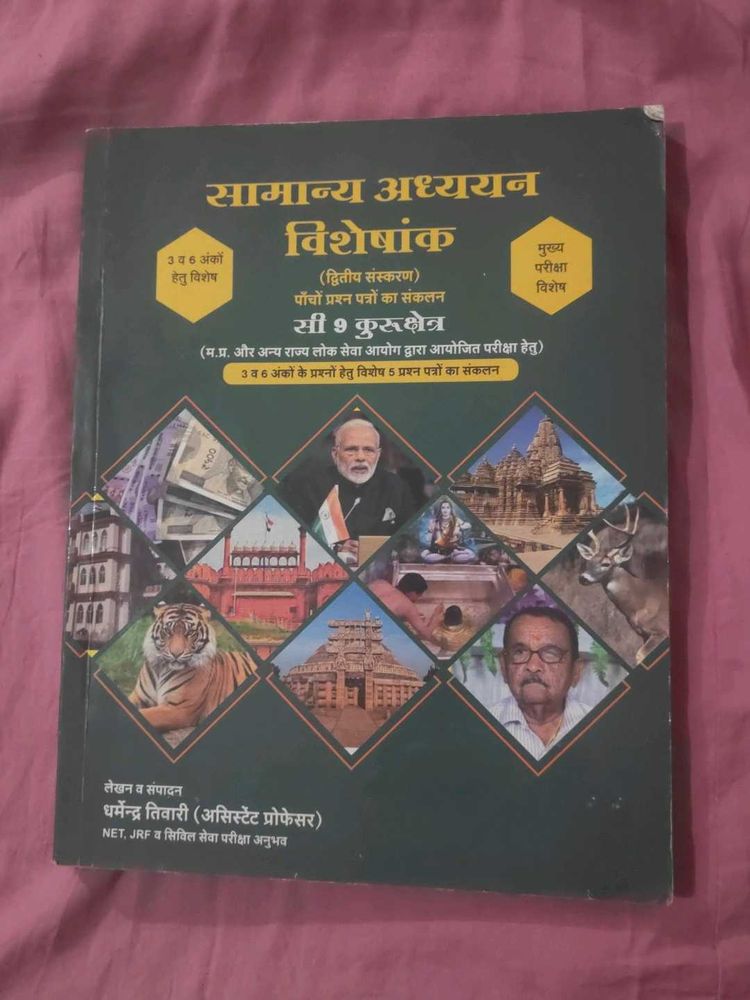 सामान्य अध्ययन
विशेषांक
3 व 6 अंकों
हेतु विशेष
मुख्य
परीक्षा
विशेष
(द्वितीय संस्करण)
पाँचों प्रश्न पत्रों का संकलन
सी 9 कुरूक्षेत्र
(म.प्र. और अन्य राज्य लोक सेवा आयोग द्वारा आयोजित परीक्षा हेतु)
3 व 6 अंकों के प्रश्नों हेतु विशेष 5 प्रश्न पत्रों का संकलन
₹५००
लेखन व संपादन
धर्मेन्द्र तिवारी (असिस्टेंट प्रोफेसर)
NET, JRF व सिविल सेवा परीक्षा अनुभव